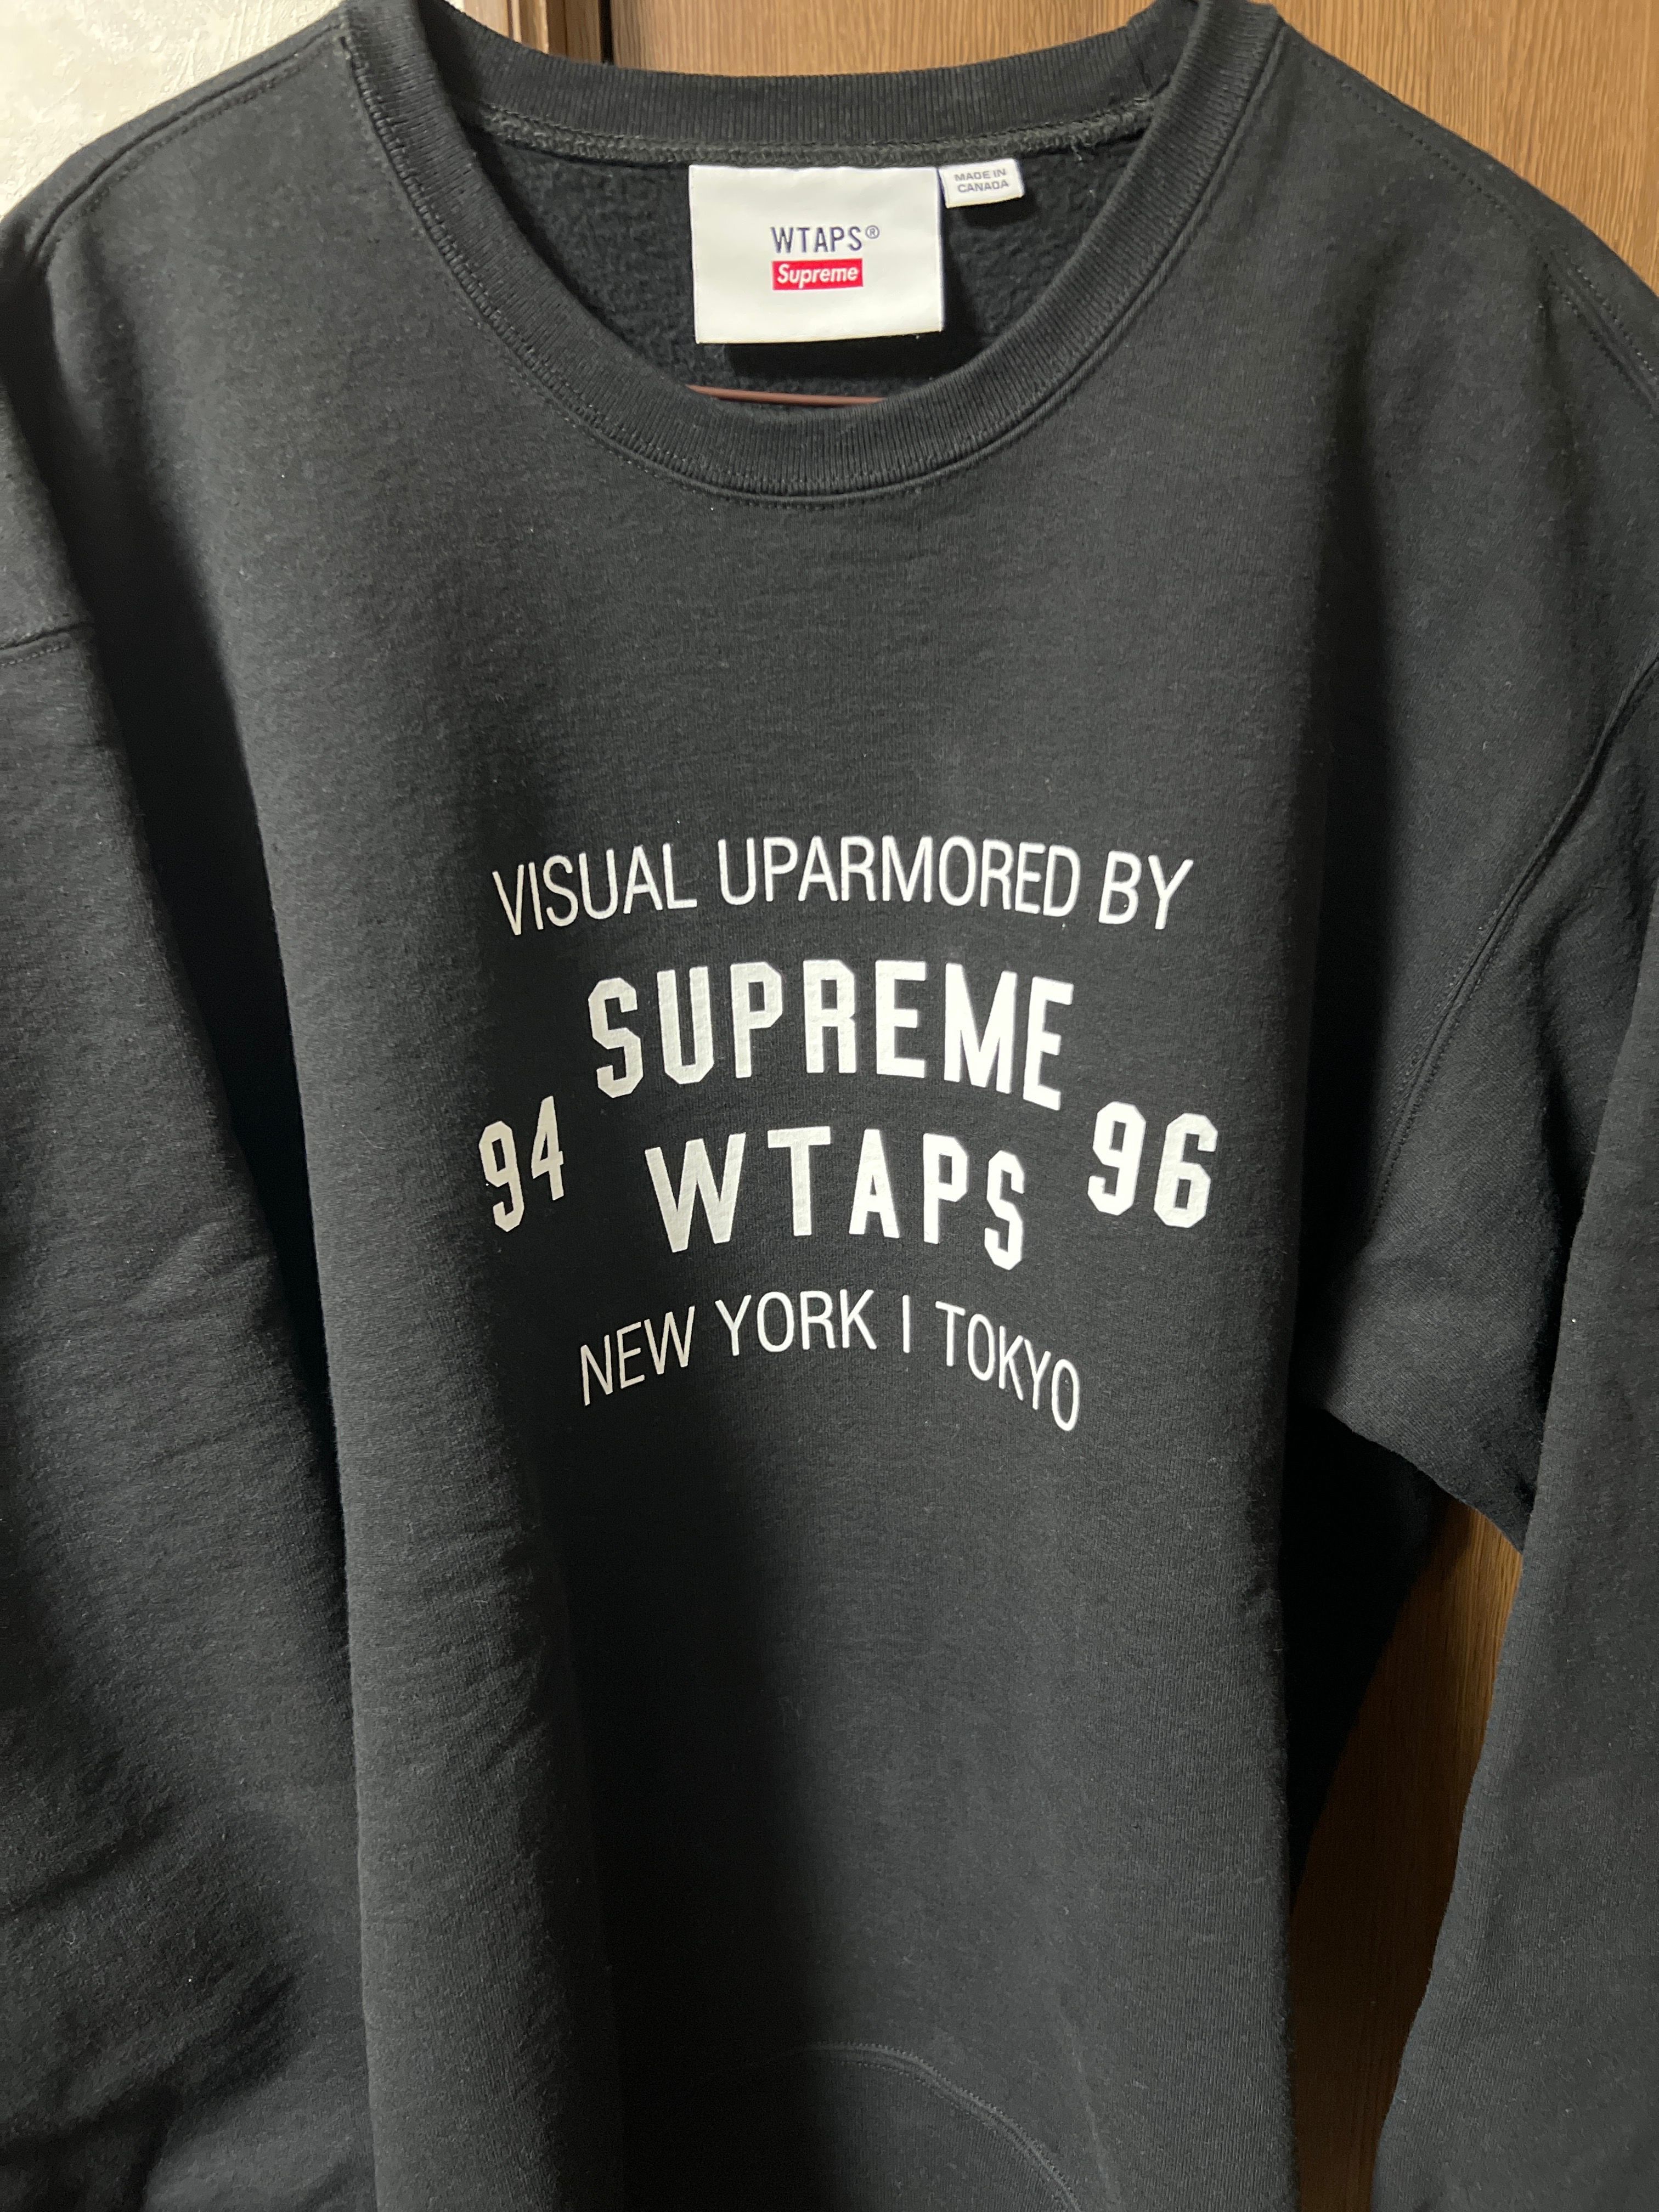 WTAPS®
Supreme
MADE IN
CANADA
VISUAL UPARMORED BY
SUPREME
94 WTAPS 96
NEW YORK | TOKYO